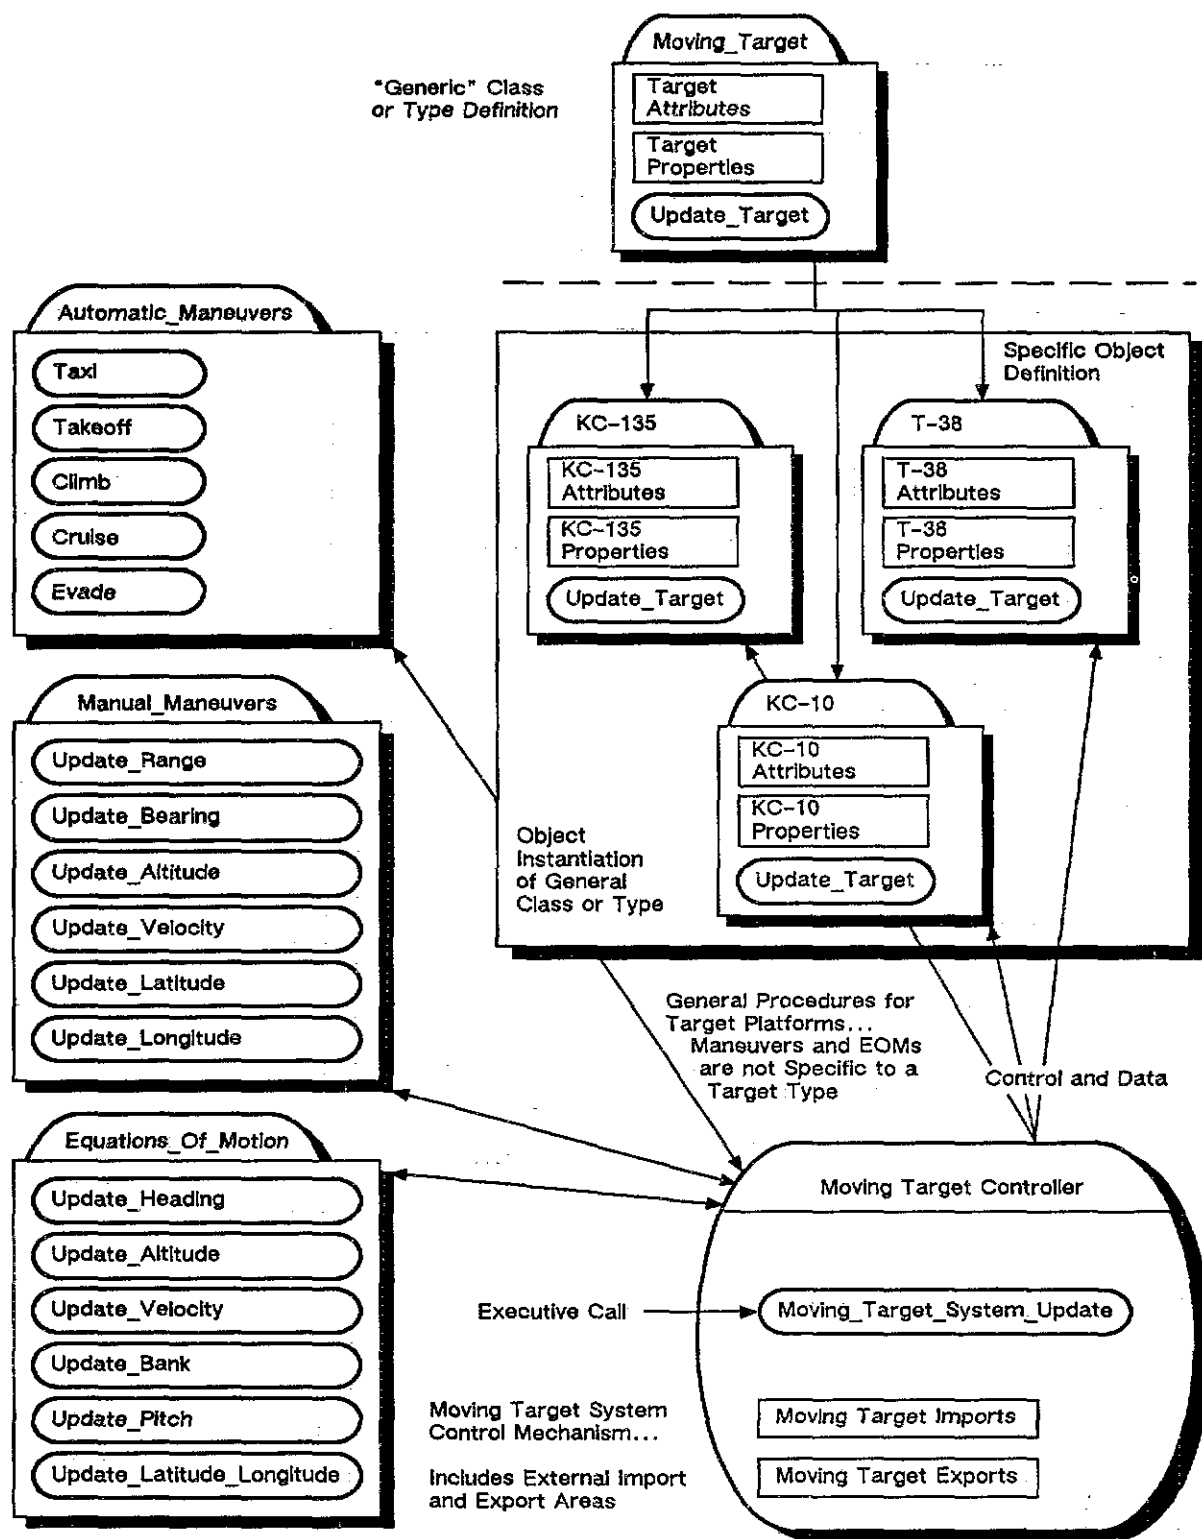 Moving_Target
"Generic" Class
or Type Definition
Target
Attributes
Target
Properties
Update_Target
Automatic_Maneuvers
Taxi
Takeoff
Climb
Cruise
Evade
Specific Object
Definition
KC-135
KC-135
Attributes
KC-135
Properties
Update_Target
T-38
T-38
Attributes
T-38
Properties
Update_Target
KC-10
KC-10
Attributes
KC-10
Properties
Update_Target
Object
Instantiation
of General
Class or Type
Manual_Maneuvers
Update_Range
Update_Bearing
Update_Altitude
Update_Velocity
Update_Latitude
Update_Longitude
General Procedures for
Target Platforms...
Maneuvers and EOMs
are not Specific to a
Target Type
Control and Data
Equations_Of_Motion
Update_Heading
Update_Altitude
Update_Velocity
Update_Bank
Update_Pitch
Update_Latitude_Longitude
Moving Target Controller
Executive Call
Moving_Target_System_Update
Moving Target System
Control Mechanism...
Includes External Import
and Export Areas
Moving Target Imports
Moving Target Exports